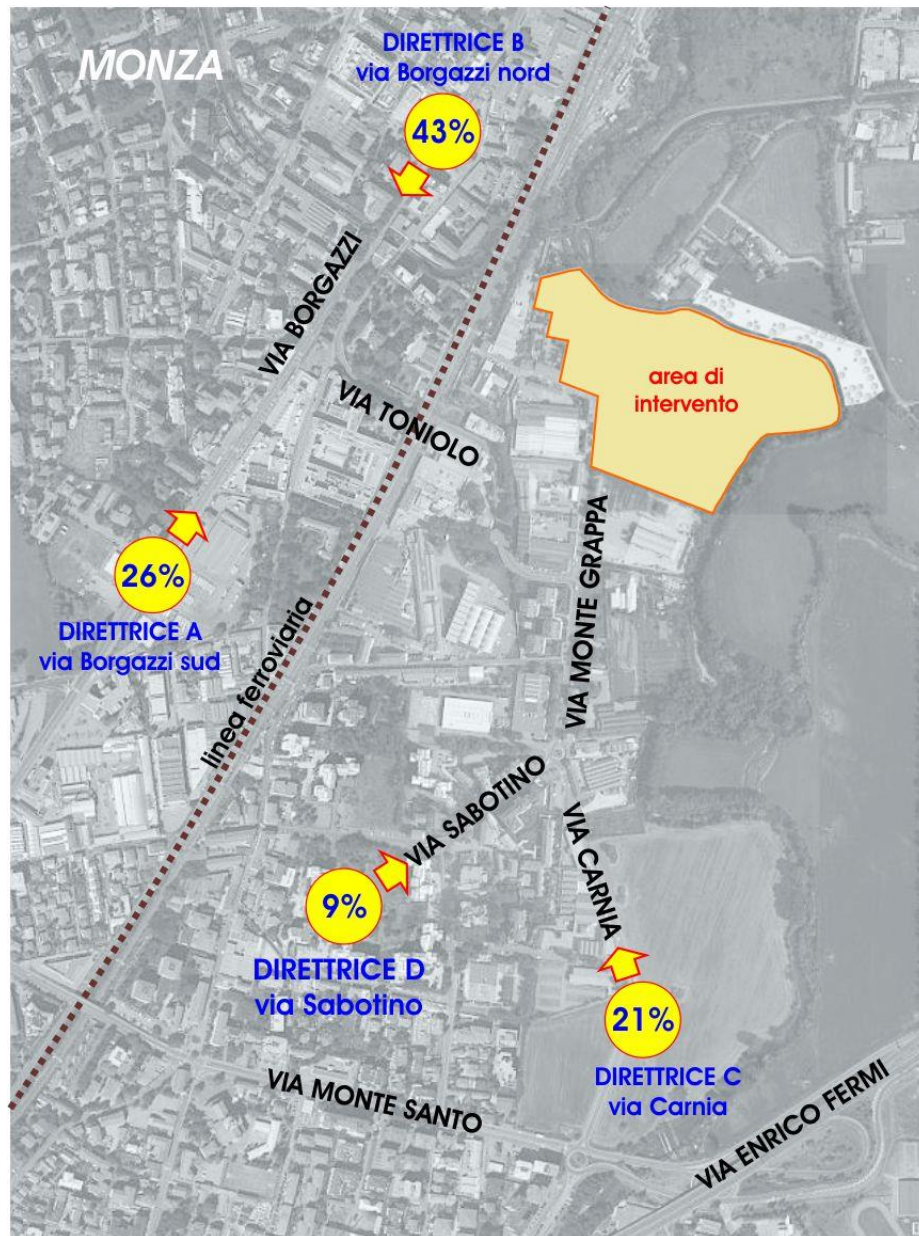 MONZA
DIRETTRICE B
via Borgazzi nord
43%
VIA BORGAZZI
area di
intervento
VIA TONIOLO
VIA MONTE GRAPPA
26%
DIRETTRICE A
via Borgazzi sud
linea ferroviaria
VIA SABOTINO
VIA CARNIA
9%
DIRETTRICE D
via Sabotino
21%
DIRETTRICE C
via Carnia
VIA MONTE SANTO
VIA ENRICO FERMI